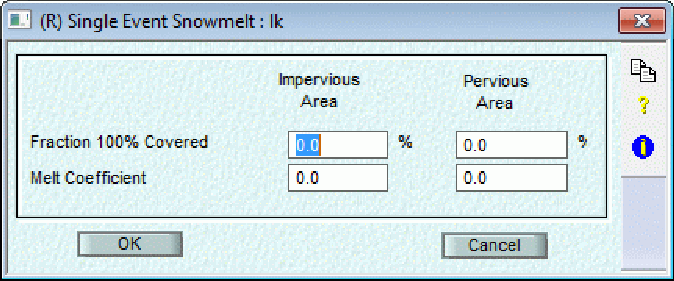 (R) Single Event Snowmelt : lk
Impervious Area
Pervious Area
Fraction 100% Covered 0.0 % 0.0 %
Melt Coefficient 0.0 0.0
OK Cancel